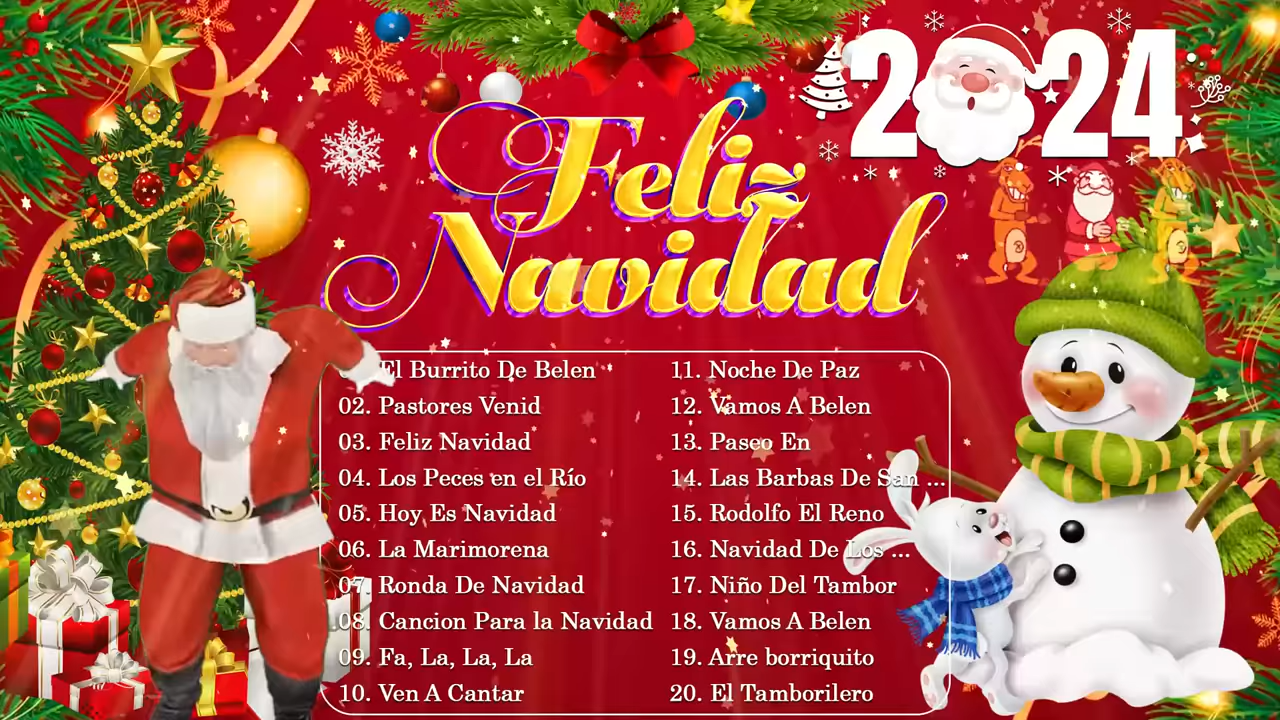 2024
Feliz
Navidad
El Burrito De Belen
02. Pastores Venid
03. Feliz Navidad
04. Los Peces en el Río
05. Hoy Es Navidad
06. La Marimorena
07. Ronda De Navidad
08. Cancion Para la Navidad
09. Fa, La, La, La
10. Ven A Cantar
11. Noche De Paz
12. Vamos A Belen
13. Paseo En
14. Las Barbas De San ...
15. Rodolfo El Reno
16. Navidad De Los ...
17. Niño Del Tambor
18. Vamos A Belen
19. Arre borriquito
20. El Tamborilero